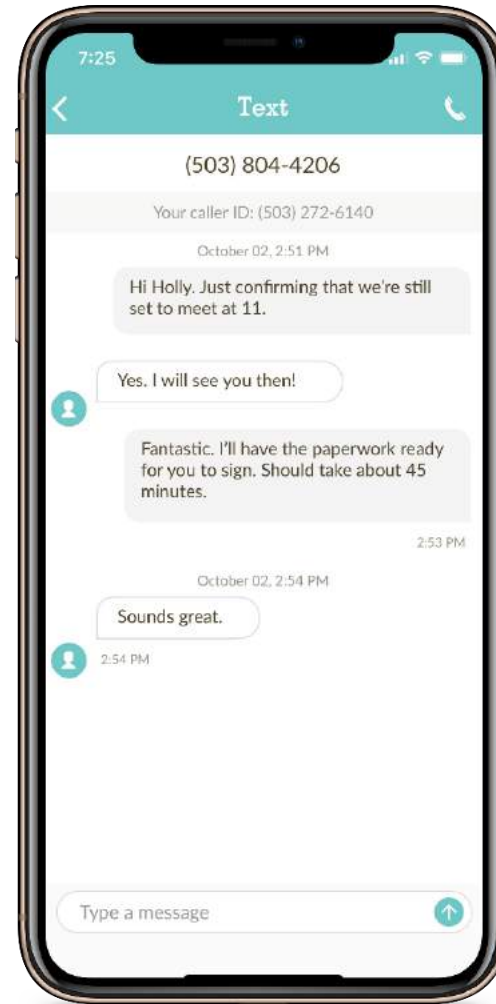 7:25
Text
(503) 804-4206
Your caller ID: (503) 272-6140
October 02, 2:51 PM
Hi Holly. Just confirming that we're still
set to meet at 11.
Yes. I will see you then!
Fantastic. I'll have the paperwork ready
for you to sign. Should take about 45
minutes.
2:53 PM
October 02, 2:54 PM
Sounds great.
2:54 PM
Type a message